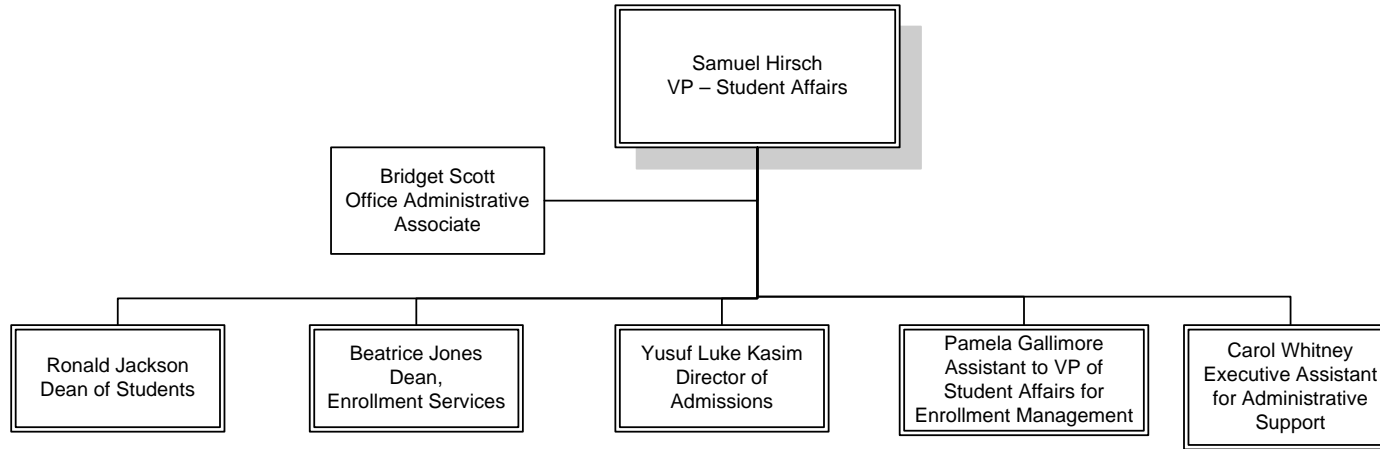 Samuel Hirsch
VP – Student Affairs
Bridget Scott
Office Administrative
Associate
Ronald Jackson
Dean of Students
Beatrice Jones
Dean,
Enrollment Services
Yusuf Luke Kasim
Director of
Admissions
Pamela Gallimore
Assistant to VP of
Student Affairs for
Enrollment Management
Carol Whitney
Executive Assistant
for Administrative
Support